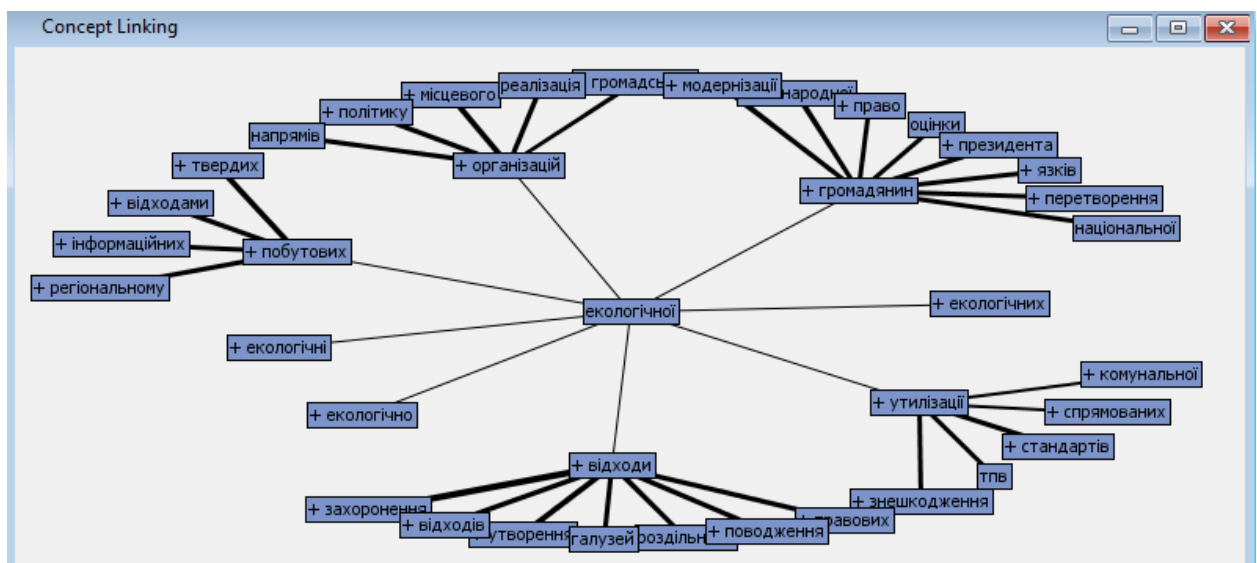 Concept Linking
реалізація
громадсь
+ модернізації
народної
+ місцевого
+ право
+ політику
оцінки
напрямів
+ президента
+ твердих
+ організацій
+ язків
+ громадянин
+ перетворення
+ відходами
національної
+ інформаційних
+ побутових
+ регіональному
екологічної
+ екологічних
+ екологічні
+ комунальної
+ утилізації
+ екологічно
+ спрямованих
+ стандартів
+ відходи
тпв
+ знешкодження
+ захоронення
+ відходів
утворення
галузей
роздільн
+ поводження
правових